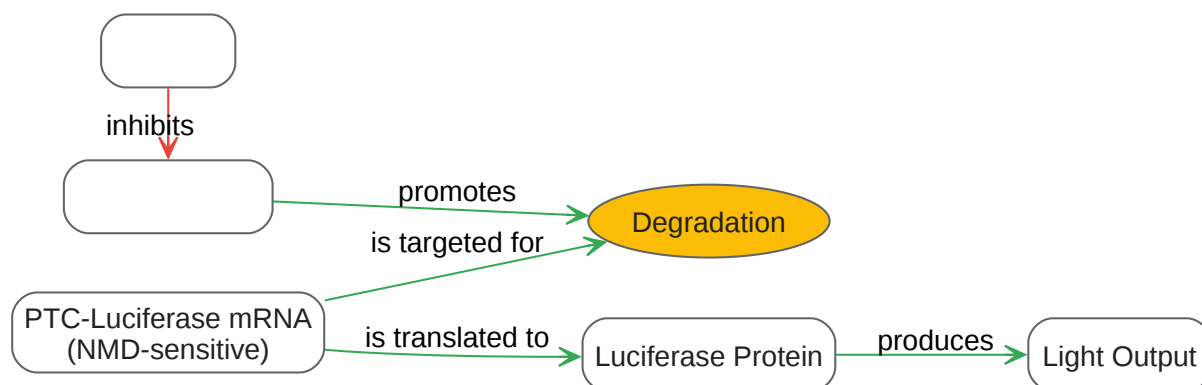 inhibits
promotes
Degradation
is targeted for
PTC-Luciferase mRNA
(NMD-sensitive)
is translated to
Luciferase Protein
produces
Light Output